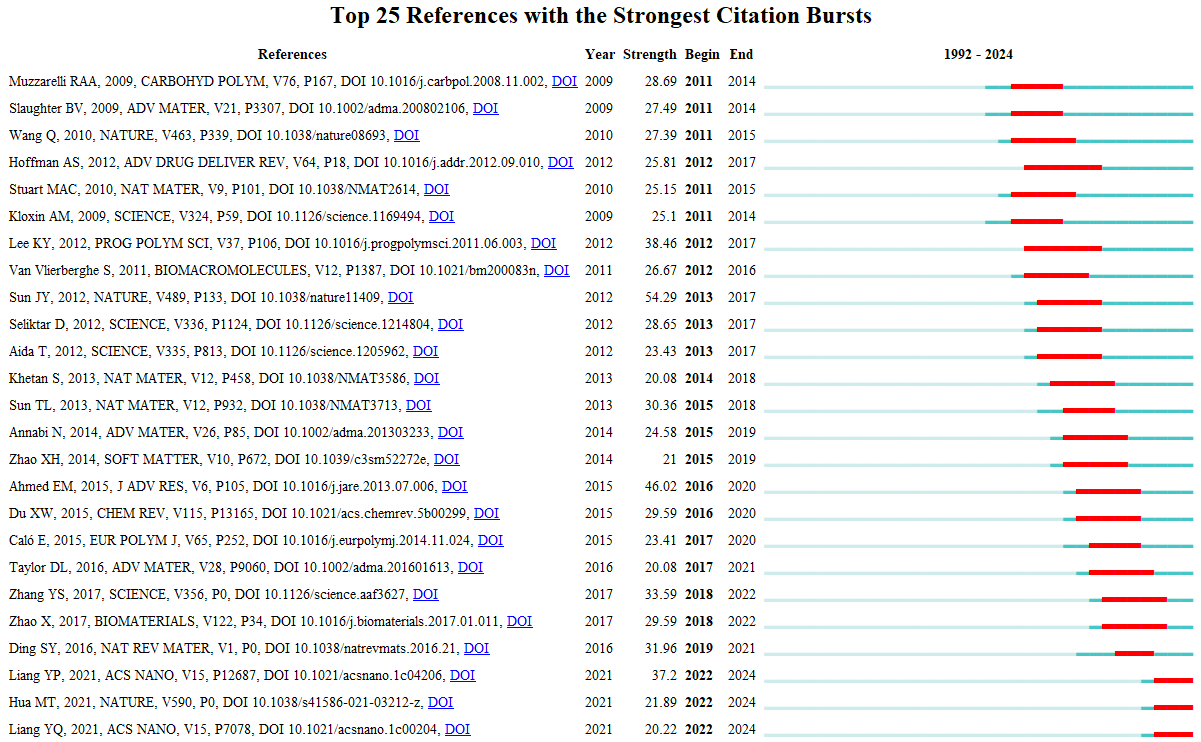 Top 25 References with the Strongest Citation Bursts
References Year Strength Begin End 1992 - 2024
Muzzarelli RAA, 2009, CARBOHYD POLYM, V76, P167, DOI 10.1016/j.carbpol.2008.11.002, DOI 2009 28.69 2011 2014
Slaughter BV, 2009, ADV MATER, V21, P3307, DOI 10.1002/adma.200802106, DOI 2009 27.49 2011 2014
Wang Q, 2010, NATURE, V463, P339, DOI 10.1038/nature08693, DOI 2010 27.39 2011 2015
Hoffman AS, 2012, ADV DRUG DELIVER REV, V64, P18, DOI 10.1016/j.addr.2012.09.010, DOI 2012 25.81 2012 2017
Stuart MAC, 2010, NAT MATER, V9, P101, DOI 10.1038/NMAT2614, DOI 2010 25.15 2011 2015
Kloxin AM, 2009, SCIENCE, V324, P59, DOI 10.1126/science.1169494, DOI 2009 25.1 2011 2014
Lee KY, 2012, PROG POLYM SCI, V37, P106, DOI 10.1016/j.progpolymsci.2011.06.003, DOI 2012 38.46 2012 2017
Van Vlierberghe S, 2011, BIOMACROMOLECULES, V12, P1387, DOI 10.1021/bm200083n, DOI 2011 26.67 2012 2016
Sun JY, 2012, NATURE, V489, P133, DOI 10.1038/nature11409, DOI 2012 54.29 2013 2017
Seliktar D, 2012, SCIENCE, V336, P1124, DOI 10.1126/science.1214804, DOI 2012 28.65 2013 2017
Aida T, 2012, SCIENCE, V335, P813, DOI 10.1126/science.1205962, DOI 2012 23.43 2013 2017
Khetan S, 2013, NAT MATER, V12, P458, DOI 10.1038/NMAT3586, DOI 2013 20.08 2014 2018
Sun TL, 2013, NAT MATER, V12, P932, DOI 10.1038/NMAT3713, DOI 2013 30.36 2015 2018
Annabi N, 2014, ADV MATER, V26, P85, DOI 10.1002/adma.201303233, DOI 2014 24.58 2015 2019
Zhao XH, 2014, SOFT MATTER, V10, P672, DOI 10.1039/c3sm52272e, DOI 2014 21 2015 2019
Ahmed EM, 2015, J ADV RES, V6, P105, DOI 10.1016/j.jare.2013.07.006, DOI 2015 46.02 2016 2020
Du XW, 2015, CHEM REV, V115, P13165, DOI 10.1021/acs.chemrev.5b00299, DOI 2015 29.59 2016 2020
Caló E, 2015, EUR POLYM J, V65, P252, DOI 10.1016/j.eurpolymj.2014.11.024, DOI 2015 23.41 2017 2020
Taylor DL, 2016, ADV MATER, V28, P9060, DOI 10.1002/adma.201601613, DOI 2016 20.08 2017 2021
Zhang YS, 2017, SCIENCE, V356, P0, DOI 10.1126/science.aaf3627, DOI 2017 33.59 2018 2022
Zhao X, 2017, BIOMATERIALS, V122, P34, DOI 10.1016/j.biomaterials.2017.01.011, DOI 2017 29.59 2018 2022
Ding SY, 2016, NAT REV MATER, V1, P0, DOI 10.1038/natrevmats.2016.21, DOI 2016 31.96 2019 2021
Liang YP, 2021, ACS NANO, V15, P12687, DOI 10.1021/acsnano.1c04206, DOI 2021 37.2 2022 2024
Hua MT, 2021, NATURE, V590, P0, DOI 10.1038/s41586-021-03212-z, DOI 2021 21.89 2022 2024
Liang YQ, 2021, ACS NANO, V15, P7078, DOI 10.1021/acsnano.1c00204, DOI 2021 20.22 2022 2024